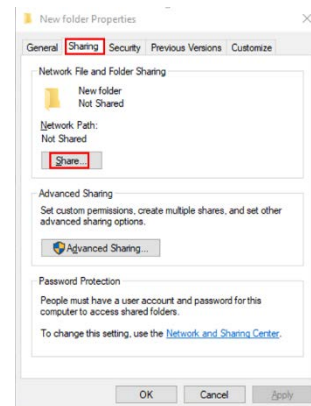 New folder Properties
General Sharing Security Previous Versions Customize
Network File and Folder Sharing
New folder
Not Shared
Network Path:
Not Shared
Share...
Advanced Sharing
Set custom permissions, create multiple shares, and set other
advanced sharing options.
Advanced Sharing...
Password Protection
People must have a user account and password for this
computer to access shared folders.
To change this setting, use the Network and Sharing Center.
OK Cancel Apply